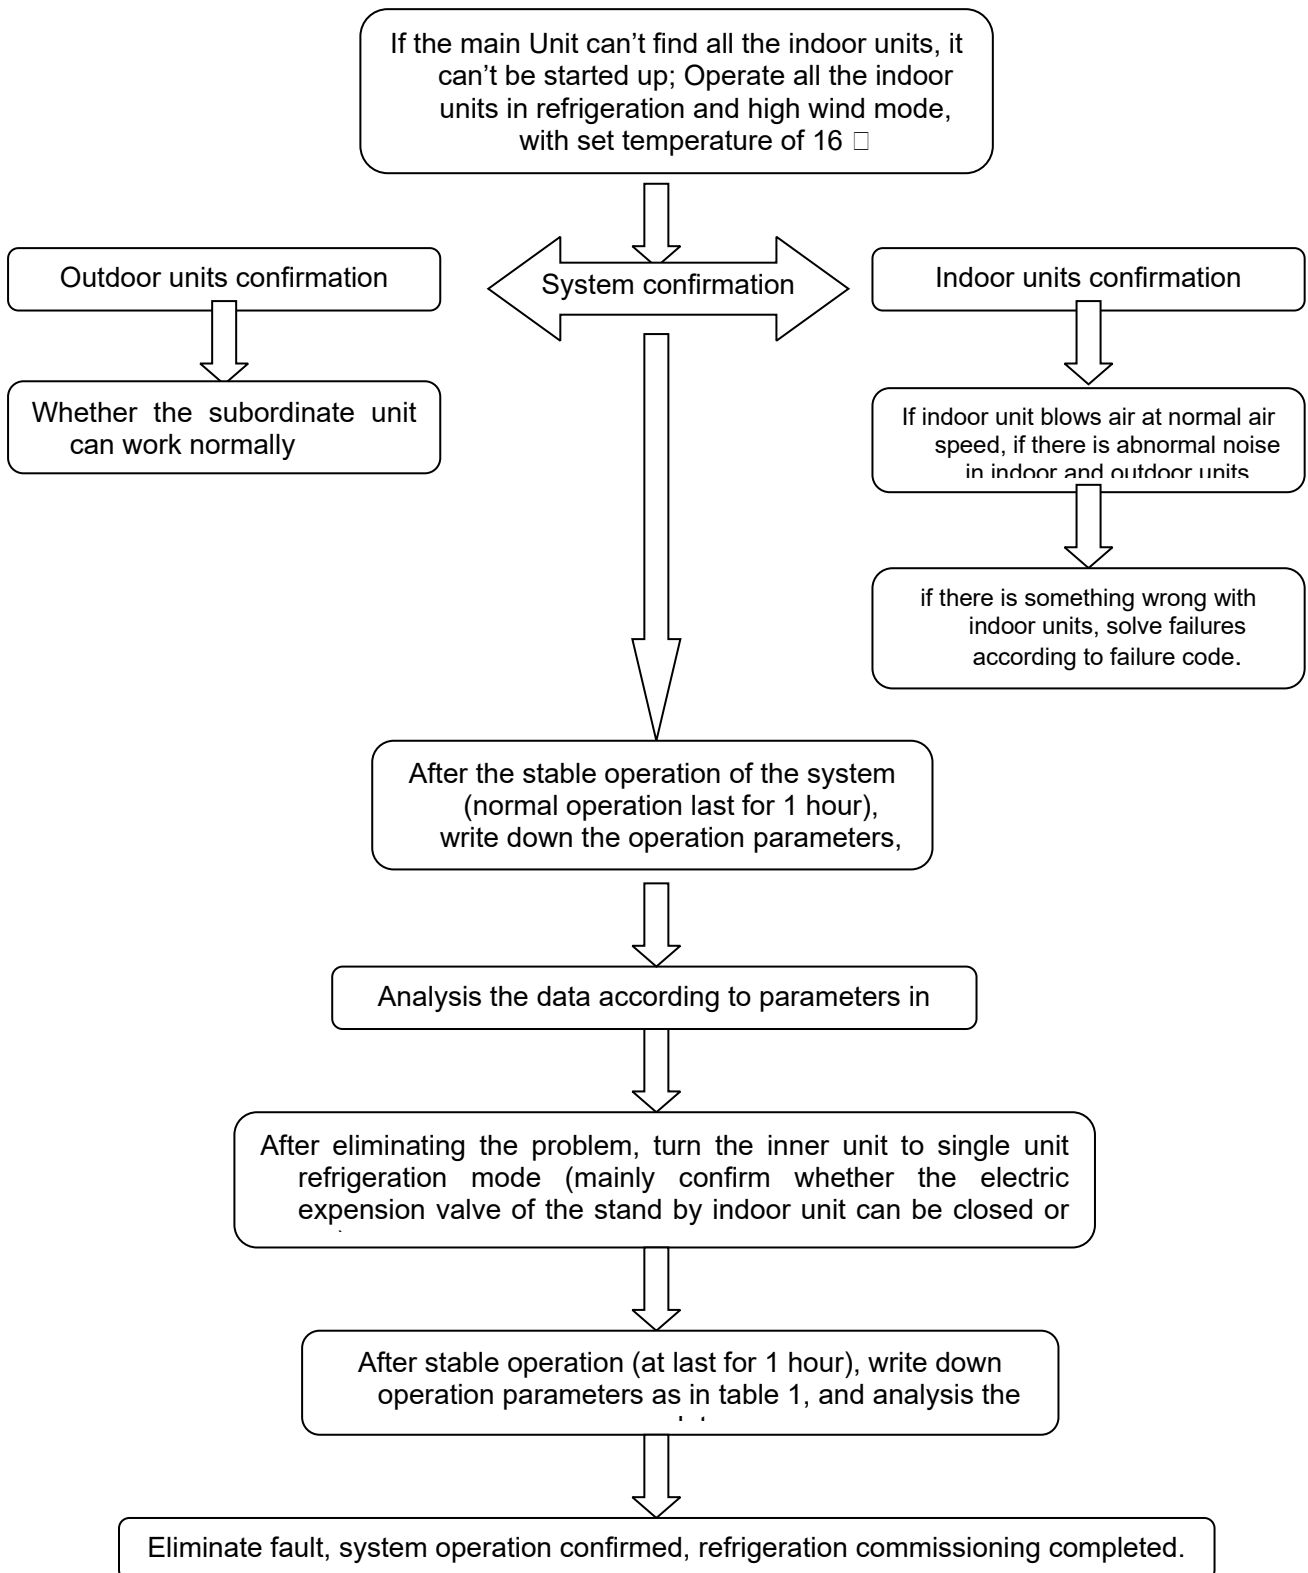 If the main Unit can’t find all the indoor units, it
can’t be started up; Operate all the indoor
units in refrigeration and high wind mode,
with set temperature of 16 □
Outdoor units confirmation
System confirmation
Indoor units confirmation
Whether the subordinate unit
can work normally
If indoor unit blows air at normal air
speed, if there is abnormal noise
in indoor and outdoor units
if there is something wrong with
indoor units, solve failures
according to failure code.
After the stable operation of the system
(normal operation last for 1 hour),
write down the operation parameters,
Analysis the data according to parameters in
After eliminating the problem, turn the inner unit to single unit
refrigeration mode (mainly confirm whether the electric
expension valve of the stand by indoor unit can be closed or
After stable operation (at last for 1 hour), write down
operation parameters as in table 1, and analysis the
Eliminate fault, system operation confirmed, refrigeration commissioning completed.